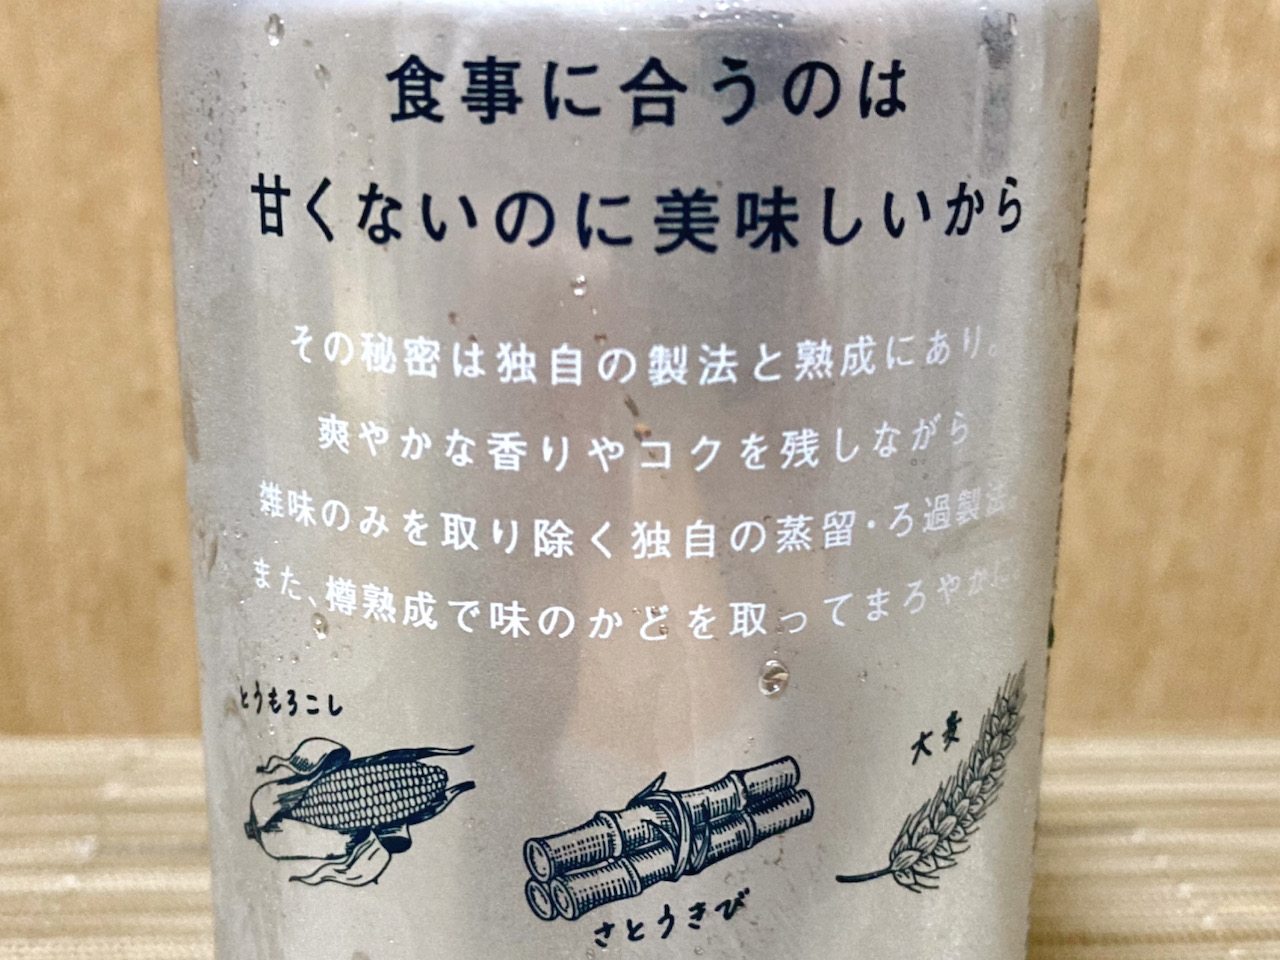 食事に合うのは
甘くないのに美味しいから
その秘密は独自の製法と熟成にあり。
爽やかな香りやコクを残しながら
雑味のみを取り除く独自の蒸留・ろ過製法。
また、樽熟成で味のかどを取ってまろやかに。
とうもろこし
大麦
さとうきび